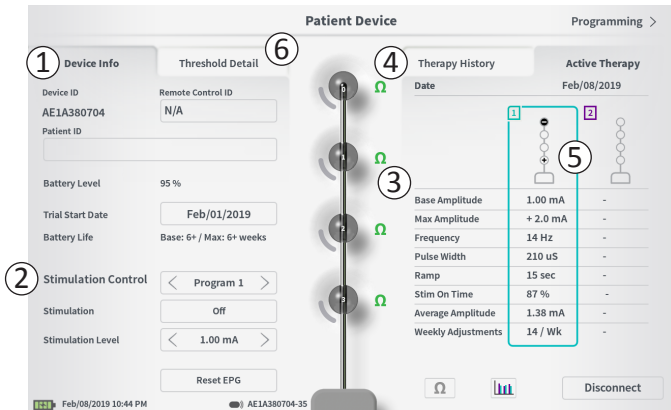 Patient Device
Programming >
1 Device Info
Threshold Detail 6
4 Therapy History
Active Therapy
Device ID
Remote Control ID
AE1A380704
N/A
Patient ID
Battery Level 95 %
Trial Start Date Feb/01/2019
Battery Life Base: 6+ / Max: 6+ weeks
2 Stimulation Control < Program 1 >
Stimulation Off
Stimulation Level < 1.00 mA >
Reset EPG
Feb/08/2019 10:44 PM AE1A380704-35
0 Ω
1 Ω
2 Ω
3 Ω
Date Feb/08/2019
1 2
5
3
Base Amplitude 1.00 mA -
Max Amplitude + 2.0 mA -
Frequency 14 Hz -
Pulse Width 210 uS -
Ramp 15 sec -
Stim On Time 87 % -
Average Amplitude 1.38 mA -
Weekly Adjustments 14 / Wk -
Ω
Disconnect